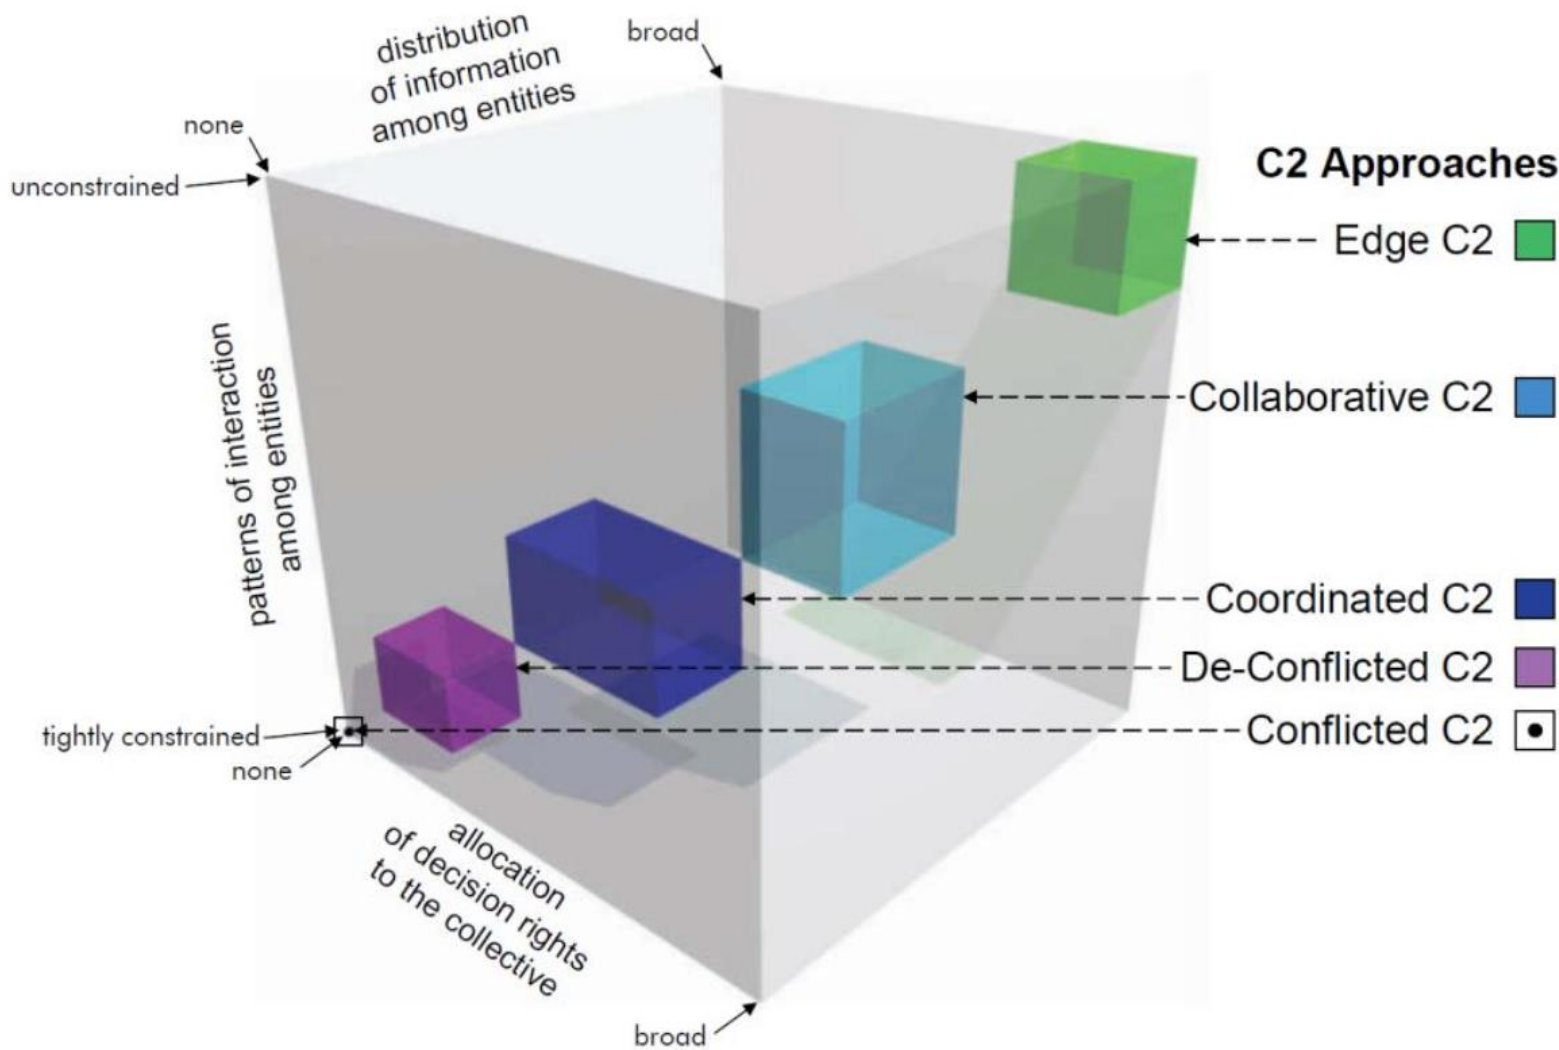 distribution
of information
among entities
broad
none
unconstrained
patterns of interaction
among entities
tightly constrained
none
allocation
of decision rights
to the collective
broad
C2 Approaches
Edge C2
Collaborative C2
Coordinated C2
De-Conflicted C2
Conflicted C2